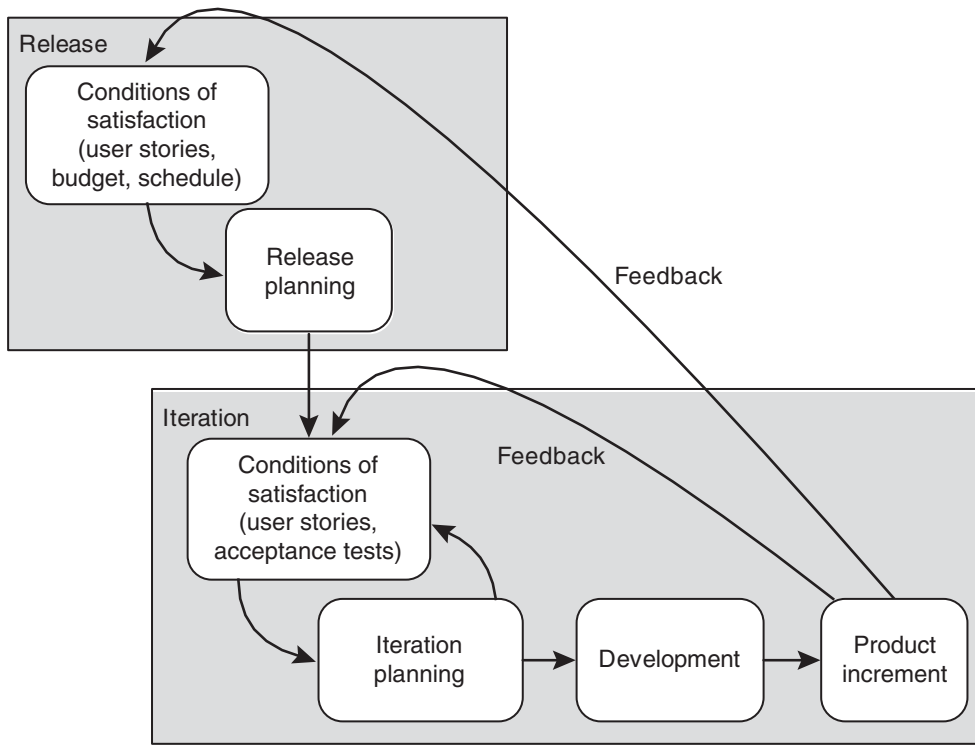 Release
Conditions of
satisfaction
(user stories,
budget, schedule)
Release
planning
Feedback
Iteration
Conditions of
satisfaction
(user stories,
acceptance tests)
Feedback
Iteration
planning
Development
Product
increment